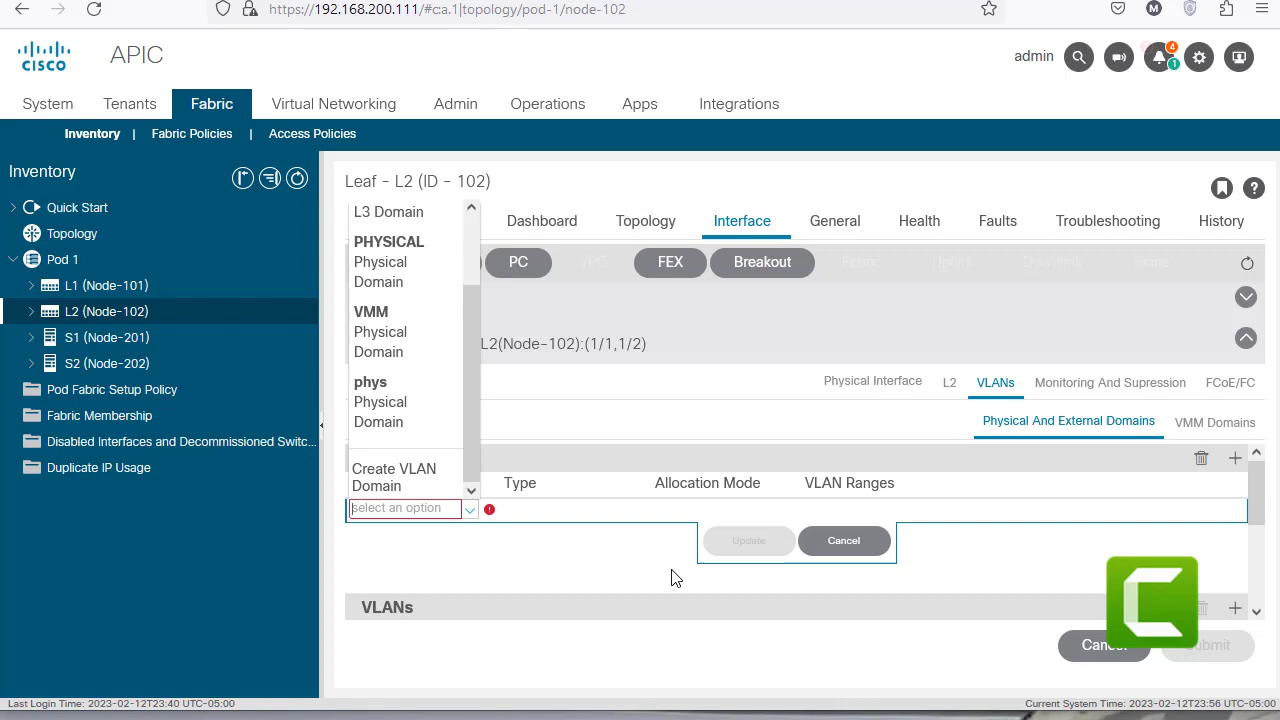 https://192.168.200.111/#c:a.1|topology/pod-1/node-102
M
CISCO
APIC
admin
4
1
System
Tenants
Fabric
Virtual Networking
Admin
Operations
Apps
Integrations
Inventory | Fabric Policies | Access Policies
Inventory
Quick Start
Topology
Pod 1
L1 (Node-101)
L2 (Node-102)
S1 (Node-201)
S2 (Node-202)
Pod Fabric Setup Policy
Fabric Membership
Disabled Interfaces and Decommissioned Switc...
Duplicate IP Usage
Leaf - L2 (ID - 102)
?
Dashboard
Topology
Interface
General
Health
Faults
Troubleshooting
History
PC
VPC
FEX
Breakout
Fabric
Uplink
Downlink
L2(Node-102):(1/1,1/2)
Physical Interface
L2
VLANs
Monitoring And Supression
FCoE/FC
Physical And External Domains
VMM Domains
L3 Domain
PHYSICAL
Physical
Domain
VMM
Physical
Domain
phys
Physical
Domain
Create VLAN
Domain
Type
Allocation Mode
VLAN Ranges
select an option
Update
Cancel
VLANs
Cancel
Submit
Last Login Time: 2023-02-12T23:40 UTC-05:00
Current System Time: 2023-02-12T23:56 UTC-05:00